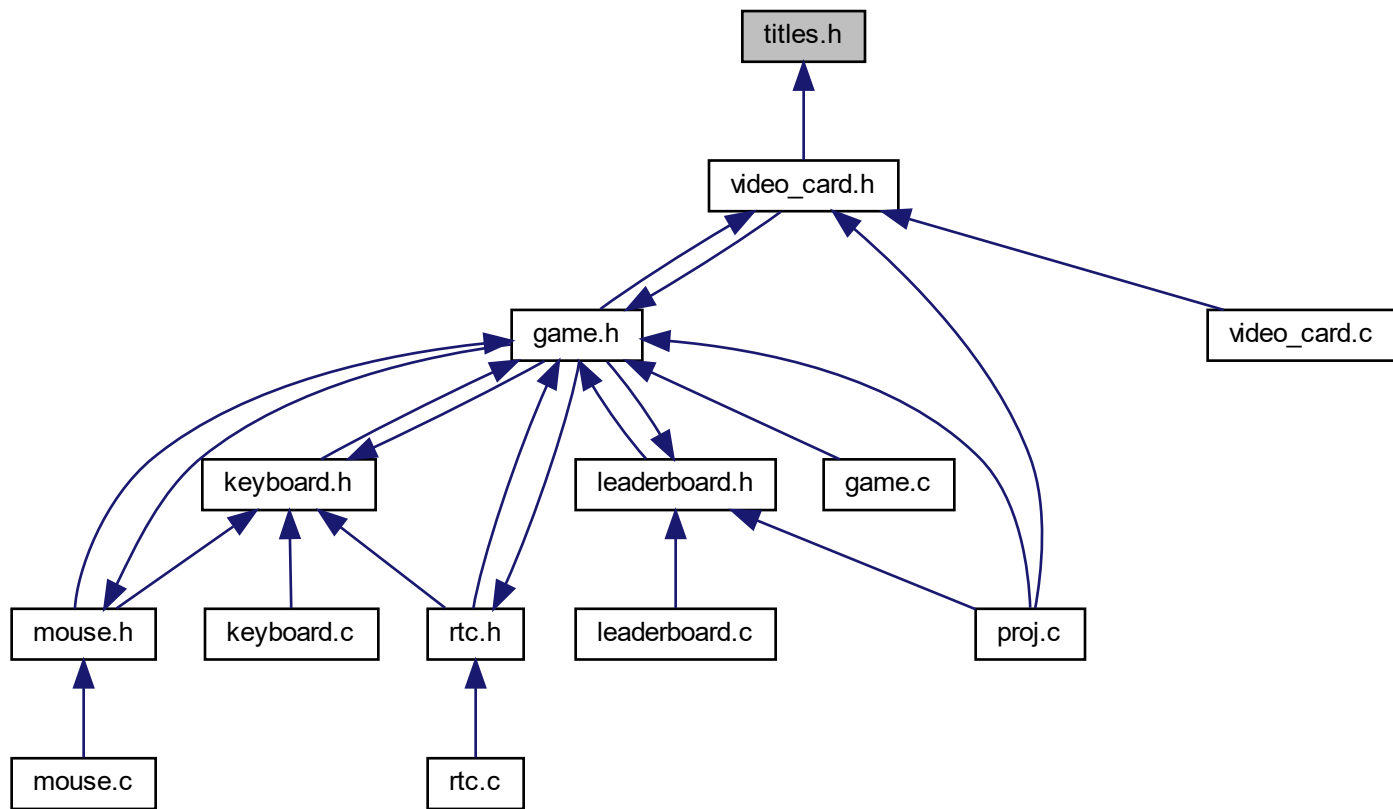 titles.h
video_card.h
game.h
video_card.c
keyboard.h
leaderboard.h
game.c
mouse.h
keyboard.c
rtc.h
leaderboard.c
proj.c
mouse.c
rtc.c